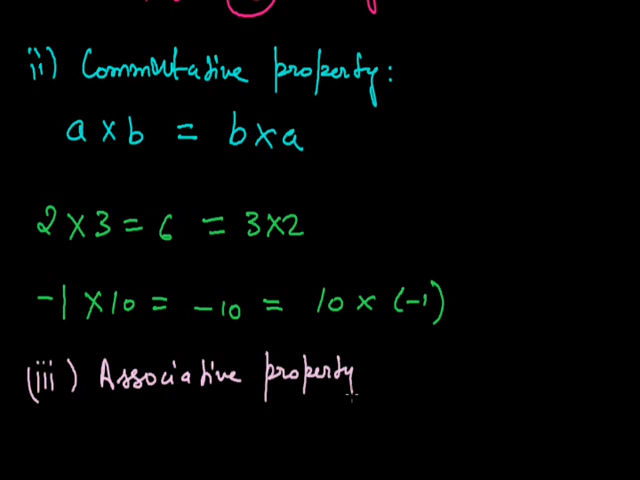 ii) Commutative property:
a × b = b × a
2 × 3 = 6 = 3 × 2
-1 × 10 = -10 = 10 × (-1)
(iii) Associative property